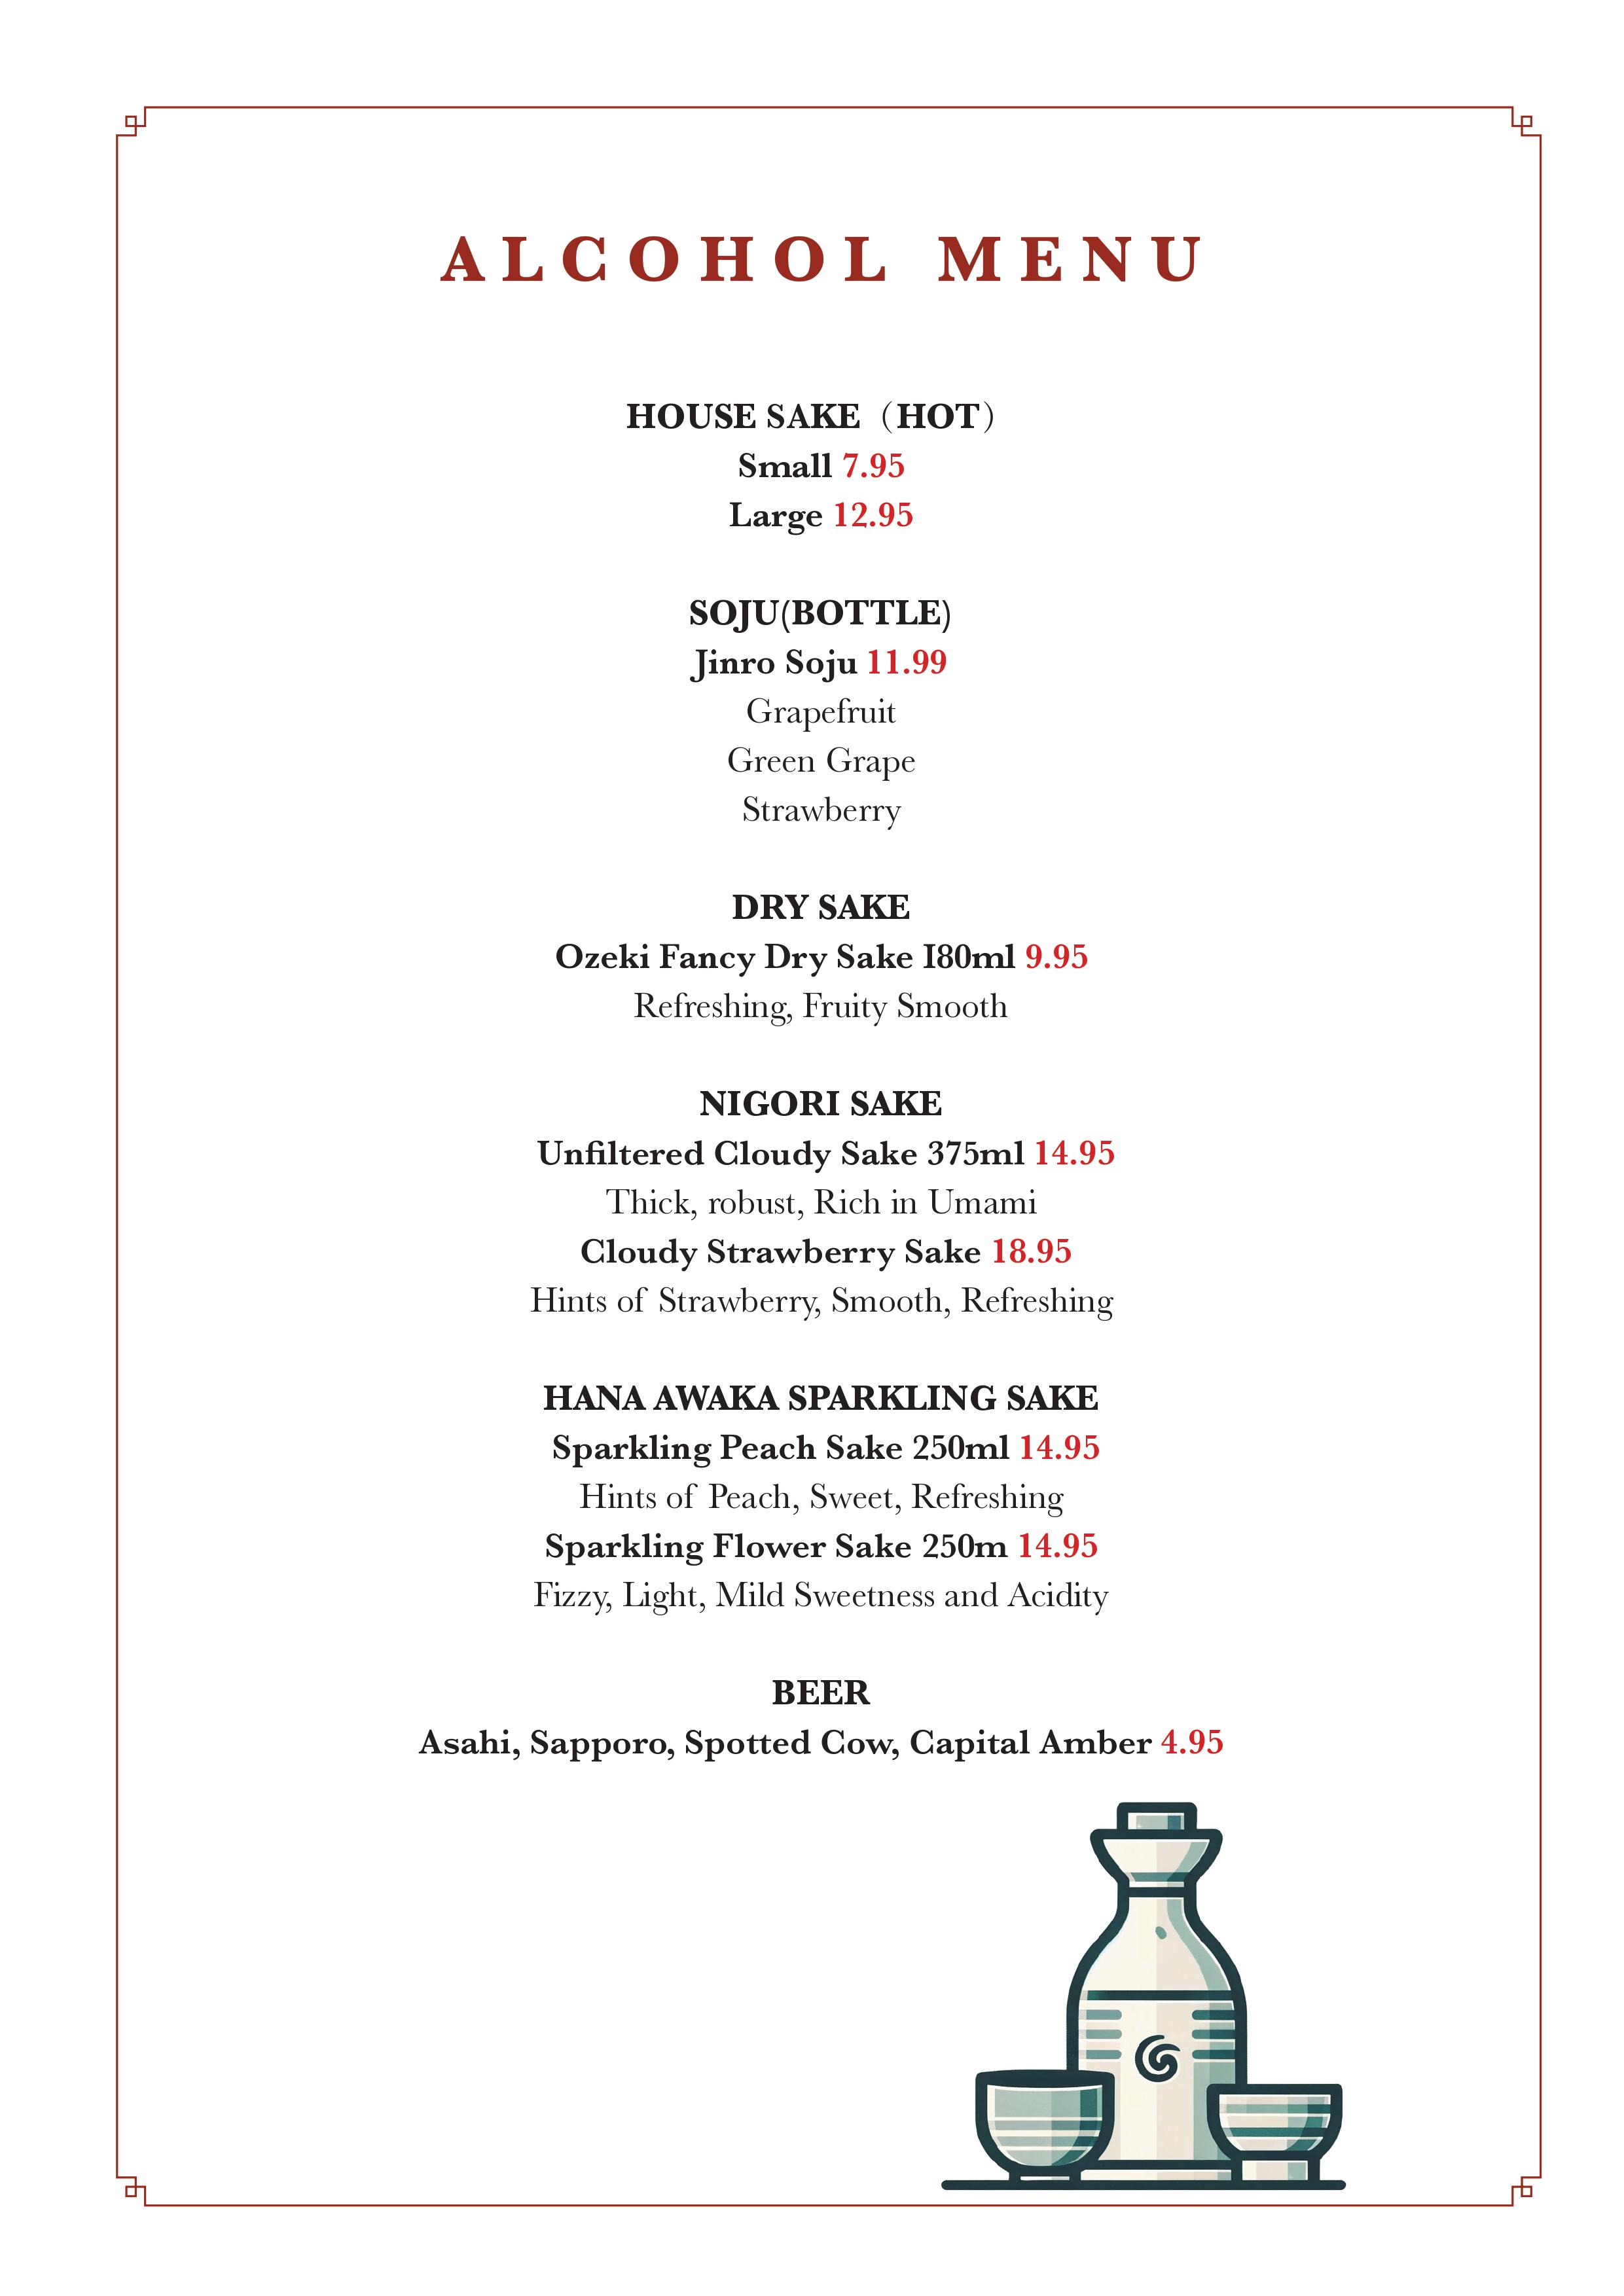 ALCOHOL MENU
HOUSE SAKE（HOT）
Small 7.95
Large 12.95
SOJU(BOTTLE)
Jinro Soju 11.99
Grapefruit
Green Grape
Strawberry
DRY SAKE
Ozeki Fancy Dry Sake I80ml 9.95
Refreshing, Fruity Smooth
NIGORI SAKE
Unfiltered Cloudy Sake 375ml 14.95
Thick, robust, Rich in Umami
Cloudy Strawberry Sake 18.95
Hints of Strawberry, Smooth, Refreshing
HANA AWAKA SPARKLING SAKE
Sparkling Peach Sake 250ml 14.95
Hints of Peach, Sweet, Refreshing
Sparkling Flower Sake 250m 14.95
Fizzy, Light, Mild Sweetness and Acidity
BEER
Asahi, Sapporo, Spotted Cow, Capital Amber 4.95